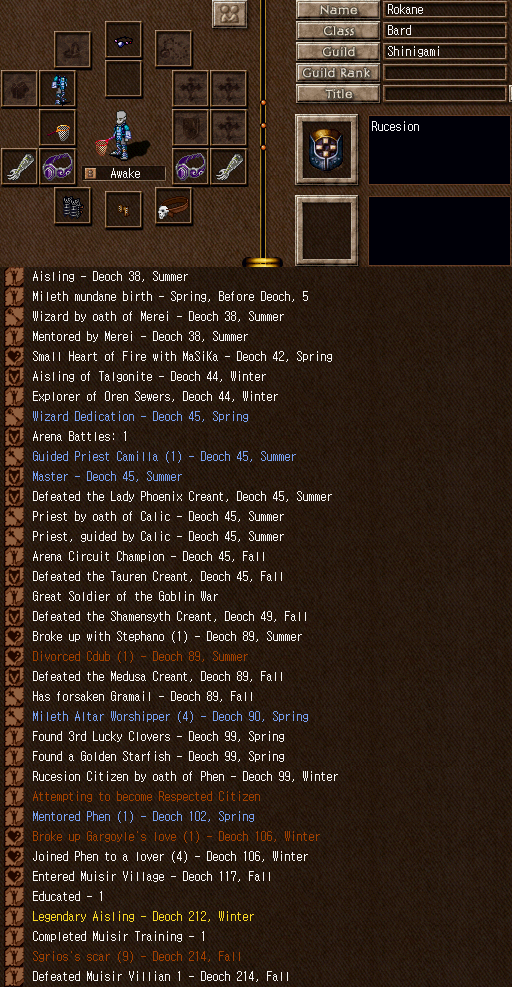 Name Rokane
Class Bard
Guild Shinigami
Guild Rank
Title
Rucesion
Awake
Aisling - Deoch 38, Summer
Mileth mundane birth - Spring, Before Deoch, 5
Wizard by oath of Merei - Deoch 38, Summer
Mentored by Merei - Deoch 38, Summer
Small Heart of Fire with MaSiKa - Deoch 42, Spring
Aisling of Talgonite - Deoch 44, Winter
Explorer of Oren Sewers, Deoch 44, Winter
Wizard Dedication - Deoch 45, Spring
Arena Battles: 1
Guided Priest Camilla (1) - Deoch 45, Summer
Master - Deoch 45, Summer
Defeated the Lady Phoenix Creant, Deoch 45, Summer
Priest by oath of Calic - Deoch 45, Summer
Priest, guided by Calic - Deoch 45, Summer
Arena Circuit Champion - Deoch 45, Fall
Defeated the Tauren Creant, Deoch 45, Fall
Great Soldier of the Goblin War
Defeated the Shamensyth Creant, Deoch 49, Fall
Broke up with Stephano (1) - Deoch 89, Summer
Divorced Cdub (1) - Deoch 89, Summer
Defeated the Medusa Creant, Deoch 89, Fall
Has forsaken Gramail - Deoch 89, Fall
Mileth Altar Worshipper (4) - Deoch 90, Spring
Found 3rd Lucky Clovers - Deoch 99, Spring
Found a Golden Starfish - Deoch 99, Spring
Rucesion Citizen by oath of Phen - Deoch 99, Winter
Attempting to become Respected Citizen
Mentored Phen (1) - Deoch 102, Spring
Broke up Gargoyle's love (1) - Deoch 106, Winter
Joined Phen to a lover (4) - Deoch 106, Winter
Entered Muisir Village - Deoch 117, Fall
Educated - 1
Legendary Aisling - Deoch 212, Winter
Completed Muisir Training - 1
Sgrios's scar (9) - Deoch 214, Fall
Defeated Muisir Villian 1 - Deoch 214, Fall